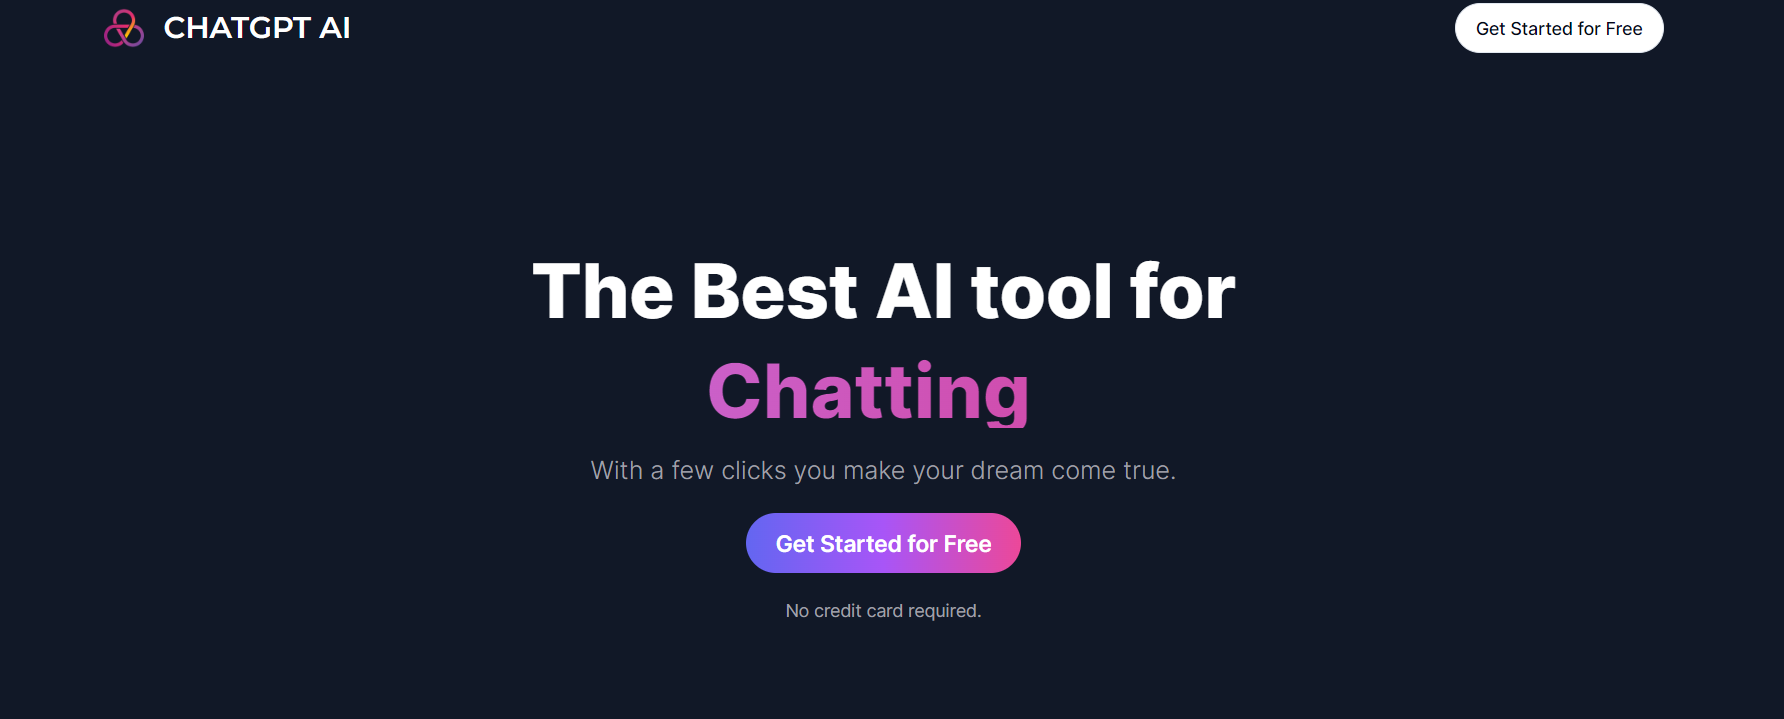 CHATGPT AI
Get Started for Free
The Best AI tool for
Chatting
With a few clicks you make your dream come true.
Get Started for Free
No credit card required.